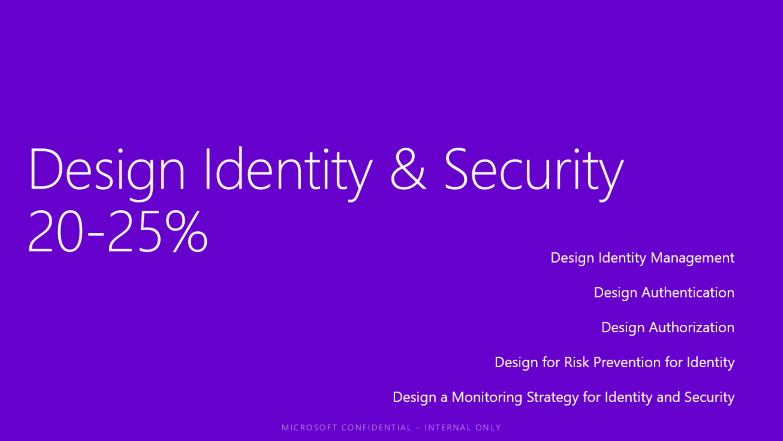 Design Identity & Security
20-25%
Design Identity Management
Design Authentication
Design Authorization
Design for Risk Prevention for Identity
Design a Monitoring Strategy for Identity and Security
MICROSOFT CONFIDENTIAL – INTERNAL ONLY